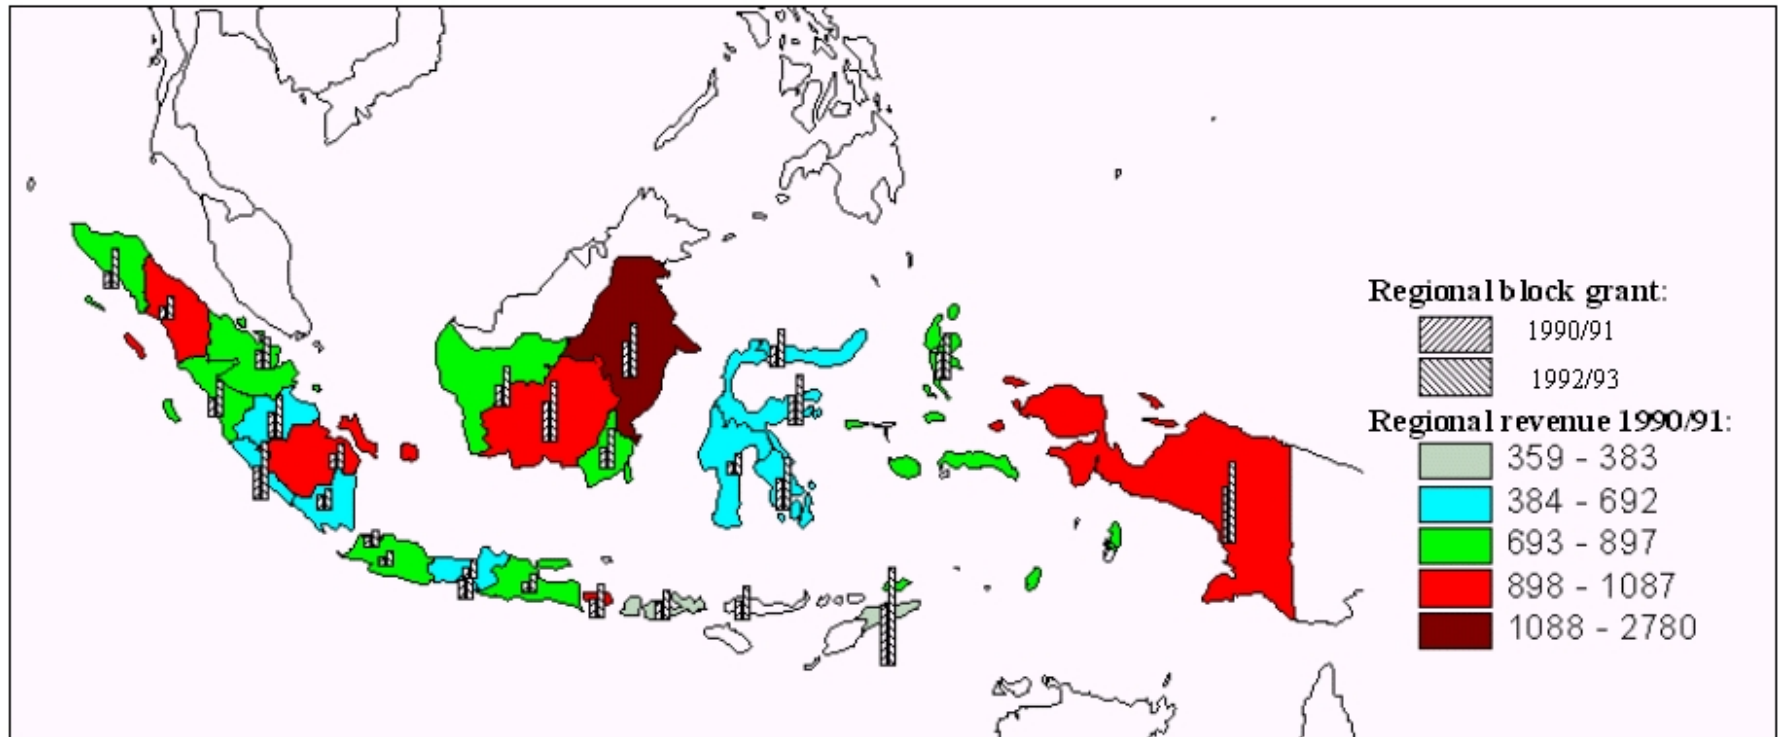 Regional block grant:
1990/91
1992/93
Regional revenue 1990/91:
359 - 383
384 - 692
693 - 897
898 - 1087
1088 - 2780